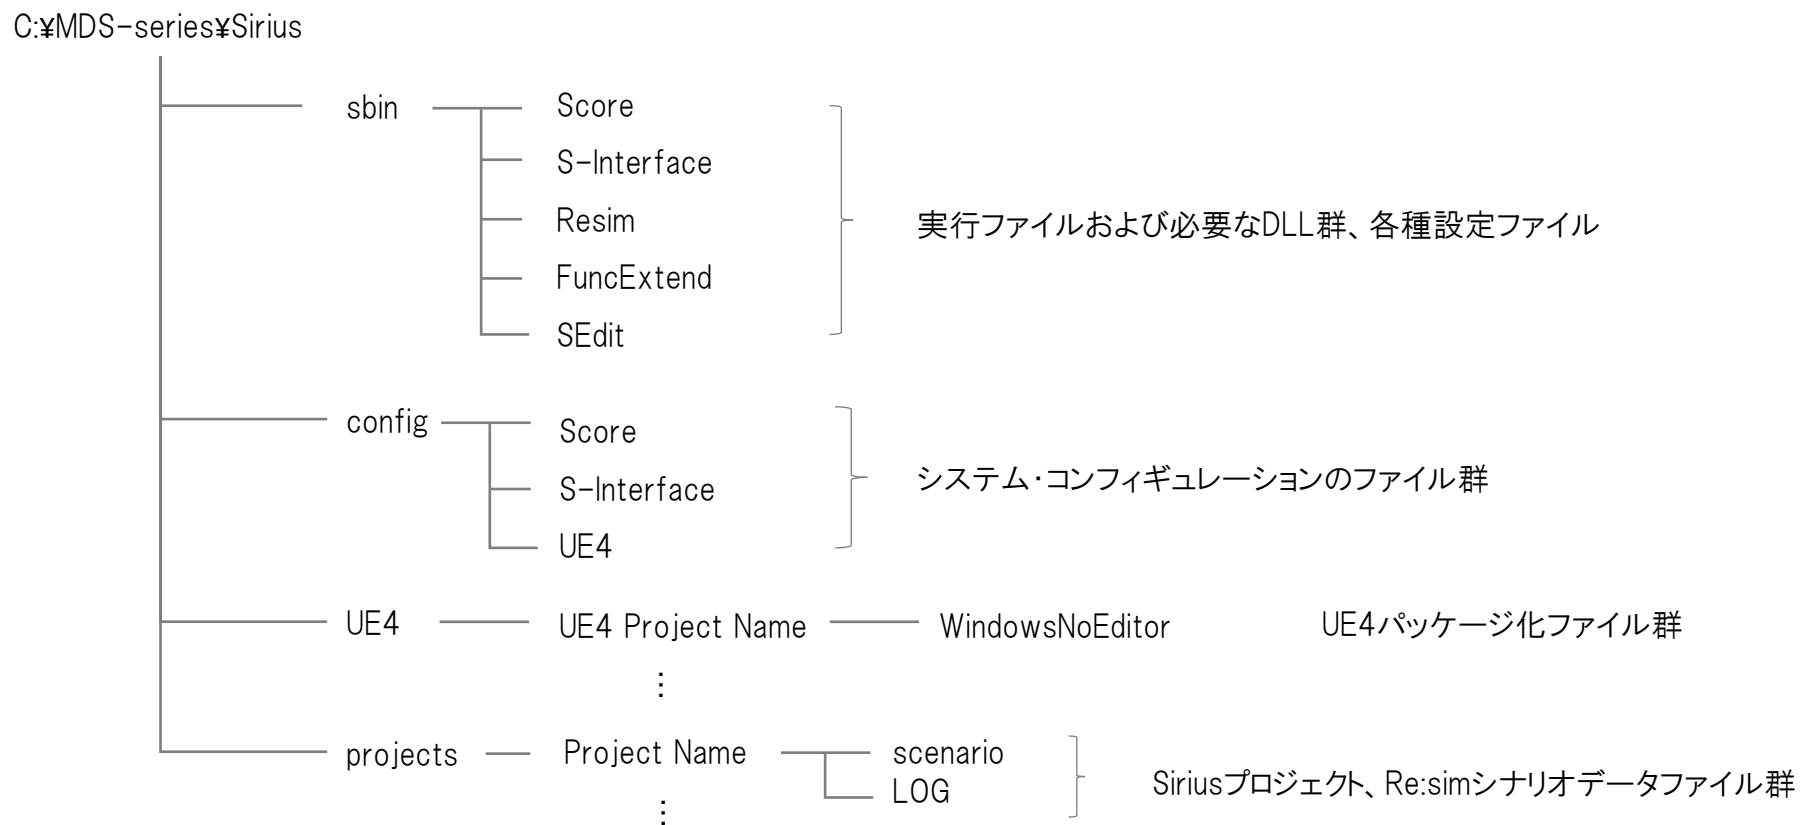 C:¥MDS-series¥Sirius
sbin
Score
S-Interface
Resim
FuncExtend
SEdit
実行ファイルおよび必要なDLL群、各種設定ファイル
config
Score
S-Interface
UE4
システム・コンフィギュレーションのファイル群
UE4
UE4 Project Name
WindowsNoEditor
UE4パッケージ化ファイル群
⋮
projects
Project Name
scenario
LOG
Siriusプロジェクト、Re:simシナリオデータファイル群
⋮